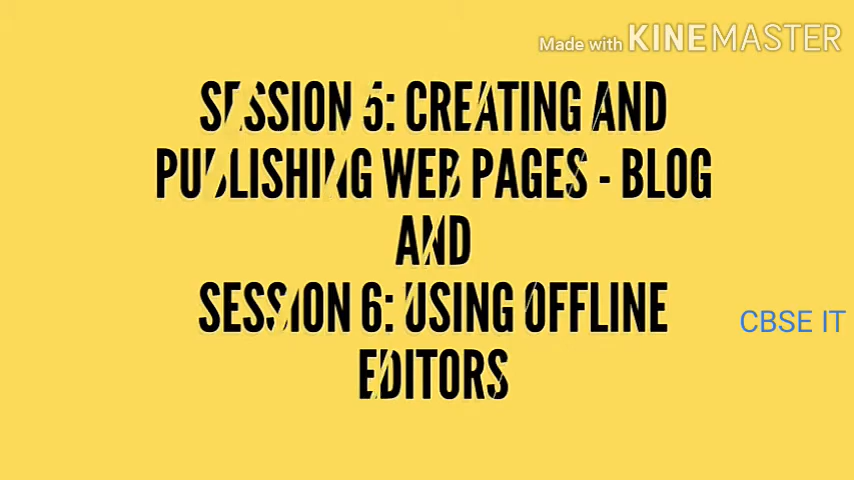 Made with KINEMASTER
SESSION 5: CREATING AND
PUBLISHING WEB PAGES - BLOG
AND
SESSION 6: USING OFFLINE
EDITORS
CBSE IT